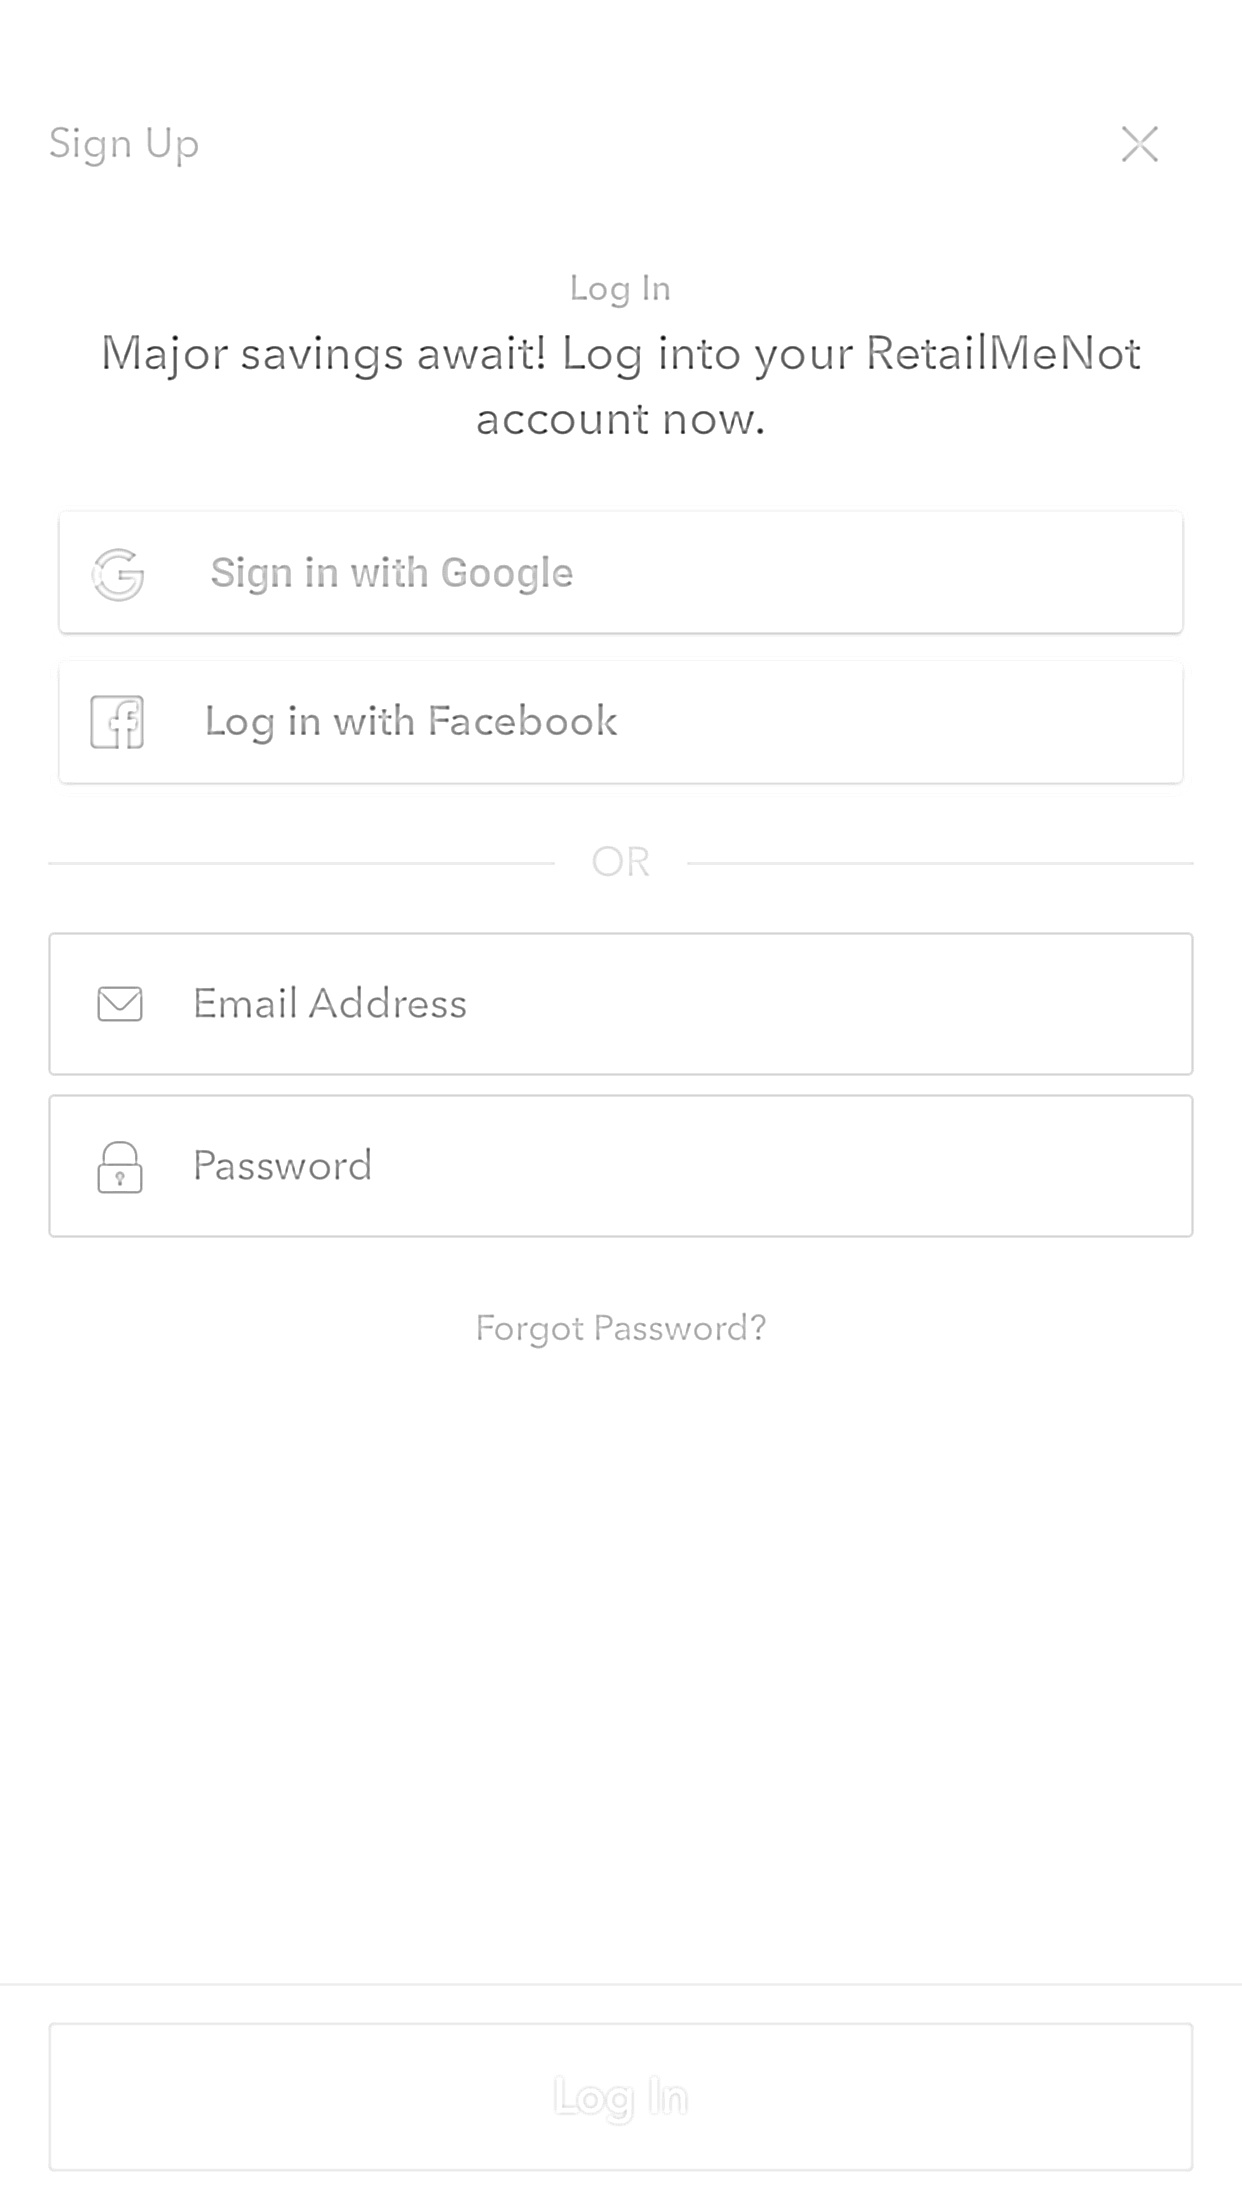 Sign Up
Log In
Major savings await! Log into your RetailMeNot
account now.
Sign in with Google
Log in with Facebook
OR
Email Address
Password
Forgot Password?
Log In